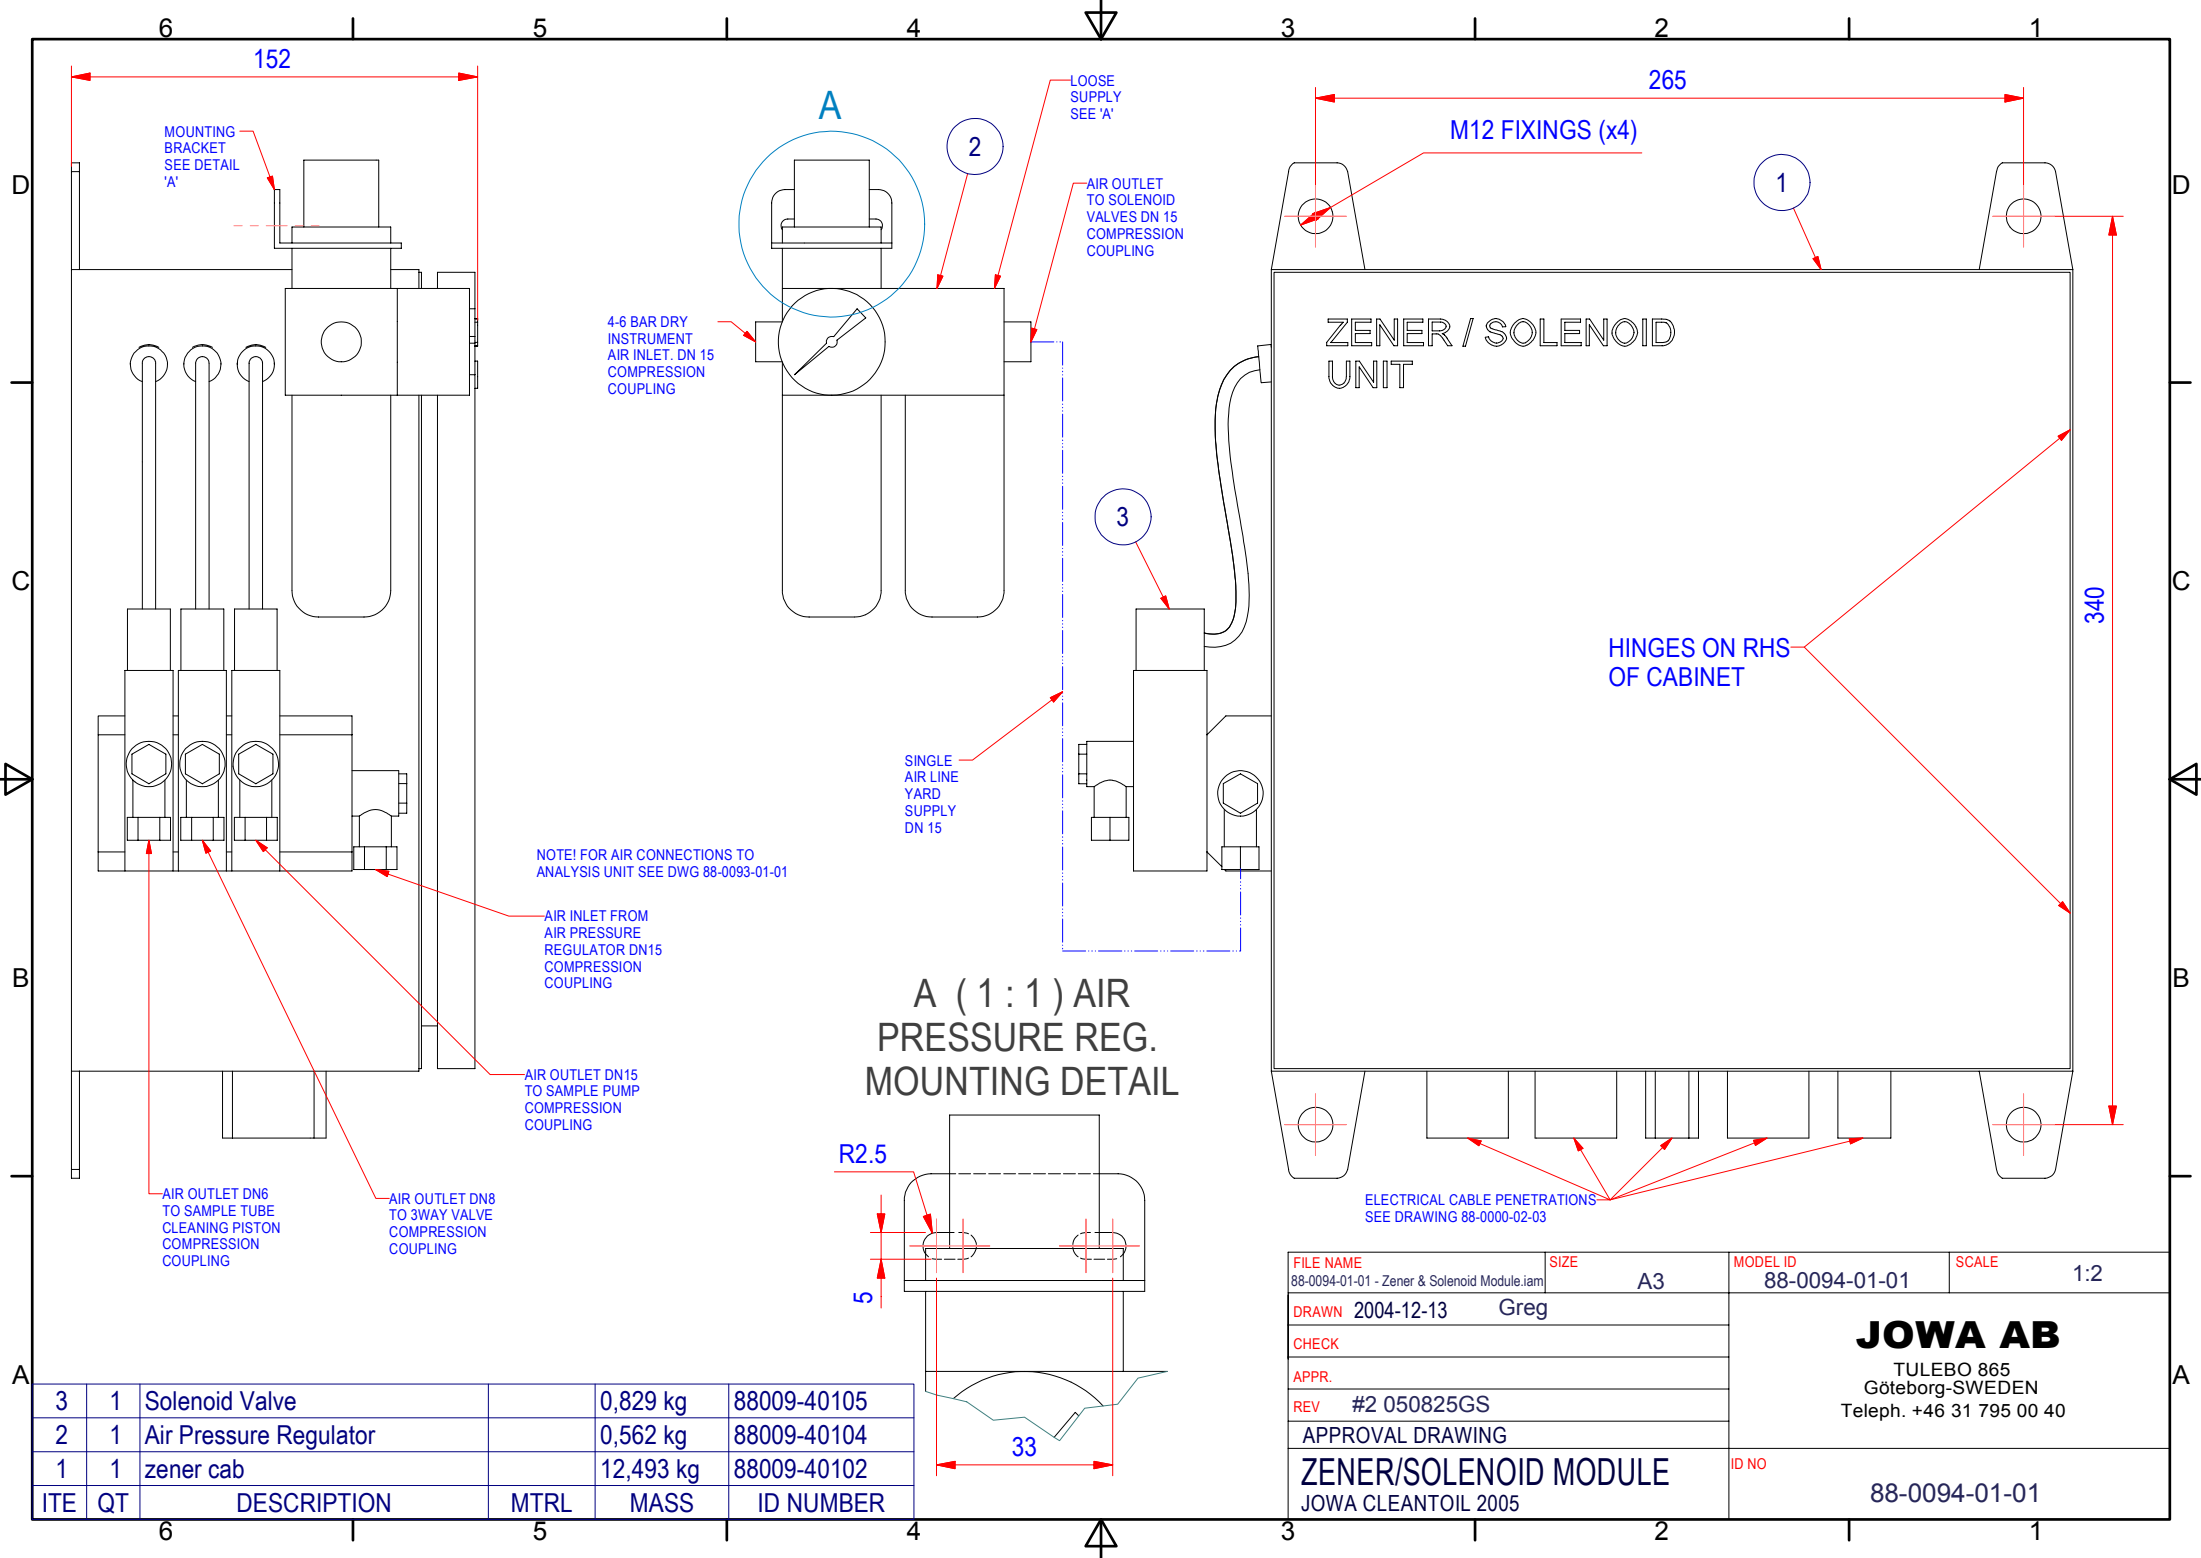 6 5 4 3 2 1
152
MOUNTING
BRACKET
SEE DETAIL
'A'
A
2
LOOSE
SUPPLY
SEE 'A'
AIR OUTLET
TO SOLENOID
VALVES DN 15
COMPRESSION
COUPLING
4-6 BAR DRY
INSTRUMENT
AIR INLET. DN 15
COMPRESSION
COUPLING
265
M12 FIXINGS (x4)
1
D D
ZENER / SOLENOID
UNIT
3
C C
340
HINGES ON RHS
OF CABINET
SINGLE
AIR LINE
YARD
SUPPLY
DN 15
NOTE! FOR AIR CONNECTIONS TO
ANALYSIS UNIT SEE DWG 88-0093-01-01
AIR INLET FROM
AIR PRESSURE
REGULATOR DN15
COMPRESSION
COUPLING
B B
AIR OUTLET DN15
TO SAMPLE PUMP
COMPRESSION
COUPLING
AIR OUTLET DN6
TO SAMPLE TUBE
CLEANING PISTON
COMPRESSION
COUPLING
AIR OUTLET DN8
TO 3WAY VALVE
COMPRESSION
COUPLING
A ( 1 : 1 ) AIR
PRESSURE REG.
MOUNTING DETAIL
R2.5
5
33
ELECTRICAL CABLE PENETRATIONS
SEE DRAWING 88-0000-02-03
A A
3 1 Solenoid Valve 0,829 kg 88009-40105
2 1 Air Pressure Regulator 0,562 kg 88009-40104
1 1 zener cab 12,493 kg 88009-40102
ITE QT DESCRIPTION MTRL MASS ID NUMBER
FILE NAME SIZE MODEL ID SCALE
88-0094-01-01 - Zener & Solenoid Module.iam A3 88-0094-01-01 1:2
DRAWN 2004-12-13 Greg
CHECK
APPR.
REV #2 050825GS
APPROVAL DRAWING
JOWA AB
TULEBO 865
Göteborg-SWEDEN
Teleph. +46 31 795 00 40
ZENER/SOLENOID MODULE
JOWA CLEANTOIL 2005
ID NO
88-0094-01-01
6 5 4 3 2 1